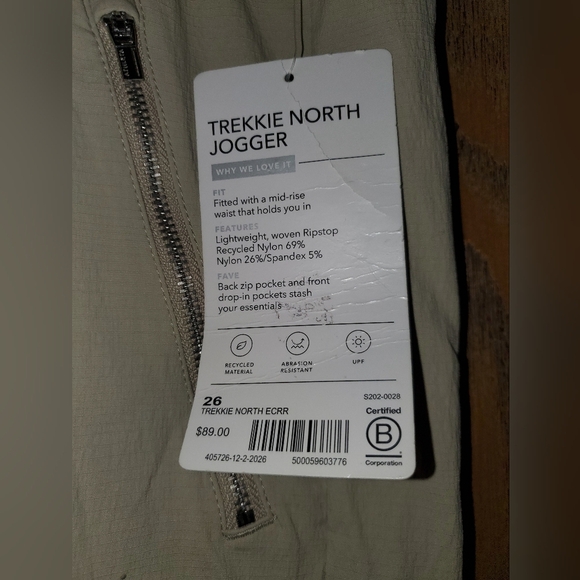 TREKKIE NORTH
JOGGER
WHY WE LOVE IT
FIT
Fitted with a mid-rise
waist that holds you in
FEATURES
Lightweight, woven Ripstop
Recycled Nylon 69%
Nylon 26%/Spandex 5%
FAVE
Back zip pocket and front
drop-in pockets stash
your essentials
RECYCLED
MATERIAL
ABRASION
RESISTANT
UPF
26
S202-0028
TREKKIE NORTH ECRR
$89.00
405726-12-2-2026
500059603776
Certified
B
Corporation